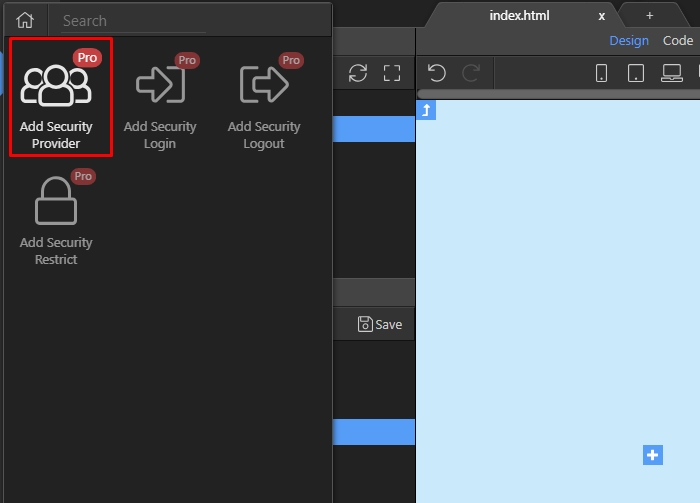 index.html x +
Search
Design Code
Pro
Pro
Pro
Add Security
Provider
Add Security
Login
Add Security
Logout
Pro
Add Security
Restrict
Save